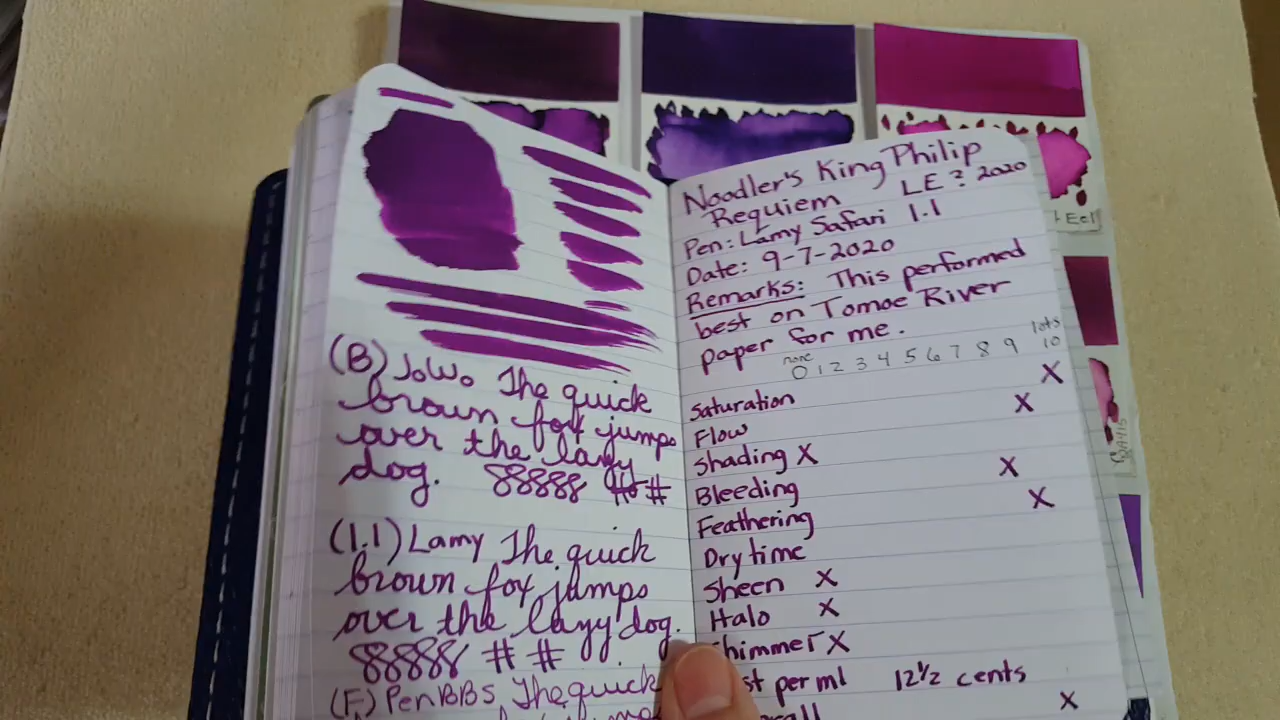 (B) JoWo The quick
brown fox jumps
over the lazy
dog. 88888 # #
(1.1) Lamy The quick
brown fox jumps
over the lazy dog.
88888 # #
(F) PenBBS The quick
Noodler's King Philip
Requiem LE? 2020
Pen: Lamy Safari 1.1
Date: 9-7-2020
Remarks: This performed
best on Tomoe River
paper for me.
none lots
0 1 2 3 4 5 6 7 8 9 10
Saturation X
Flow X
Shading X
Bleeding X
Feathering X
Dry time
Sheen X
Halo X
Shimmer X
per ml 12½ cents
X